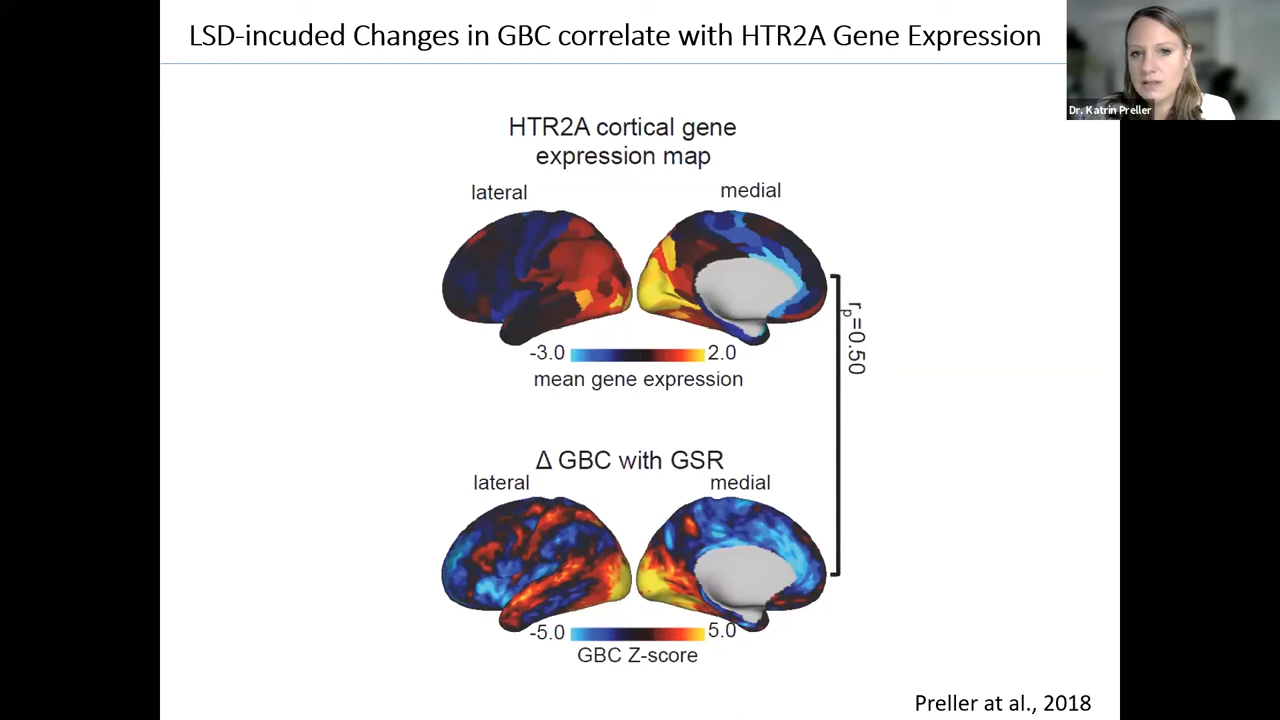 LSD-incuded Changes in GBC correlate with HTR2A Gene Expression
Dr. Katrin Preller
HTR2A cortical gene
expression map
lateral
medial
-3.0
2.0
mean gene expression
rp=0.50
Δ GBC with GSR
lateral
medial
-5.0
5.0
GBC Z-score
Preller at al., 2018